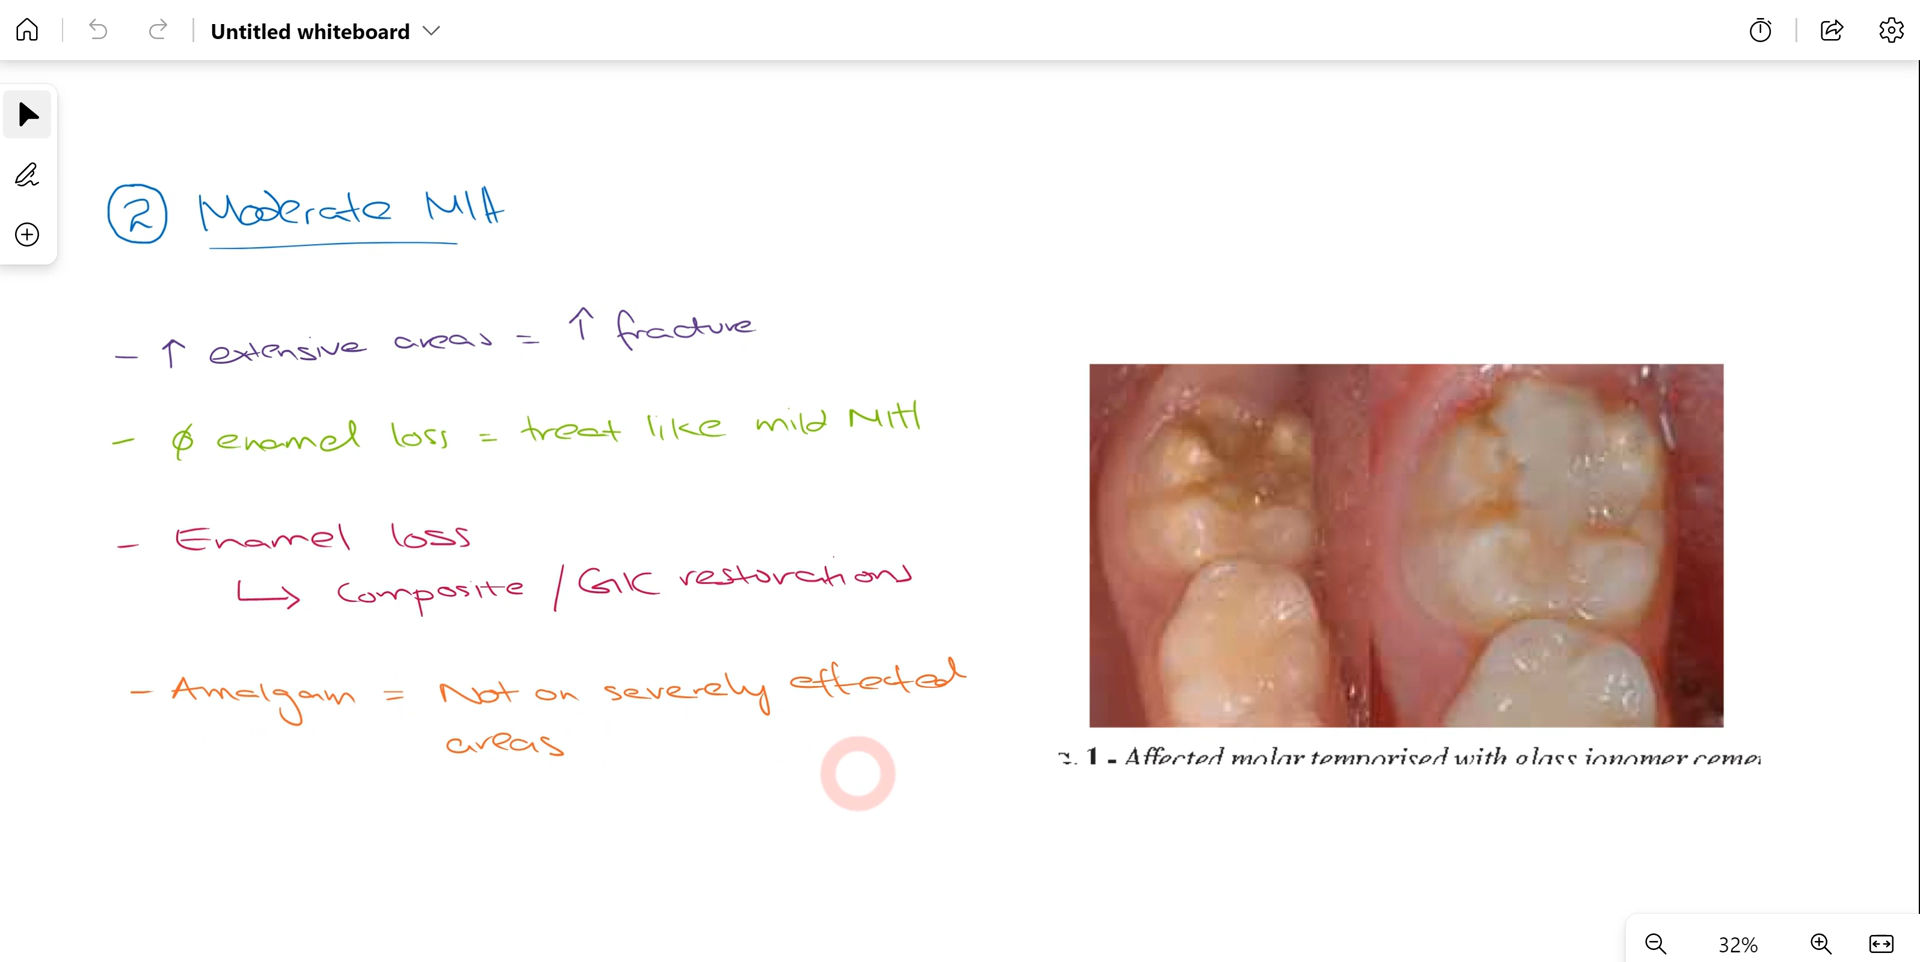 Untitled whiteboard
② Moderate MIH
- ↑ extensive areas = ↑ fracture
- ∅ enamel loss = treat like mild MIH
- Enamel loss
↳ Composite / GIC restorations
- Amalgam = Not on severely effected
areas
. 1 - Affected molar temporised with glass ionomer ceme
32%